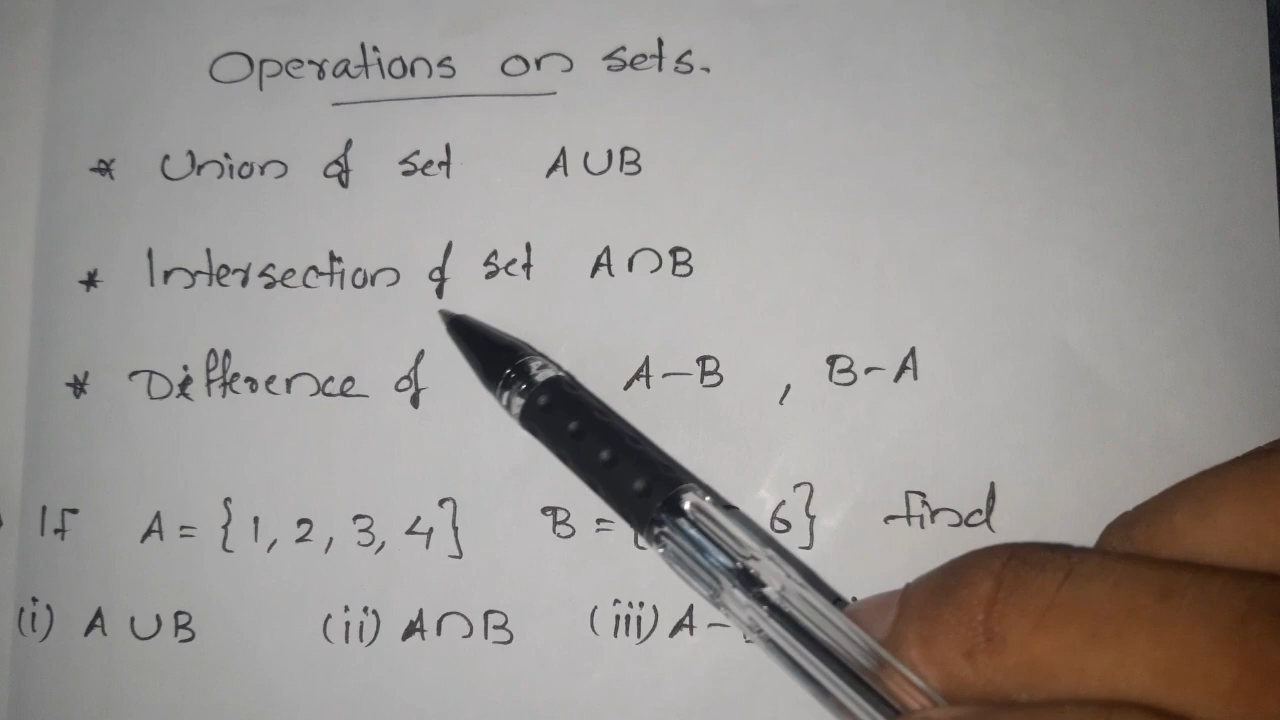 Operations on sets.
* Union of set A∪B
* Intersection of set A∩B
* Difference of A-B , B-A
If A = {1, 2, 3, 4} B = { 6} find
(i) A ∪ B (ii) A∩B (iii) A -